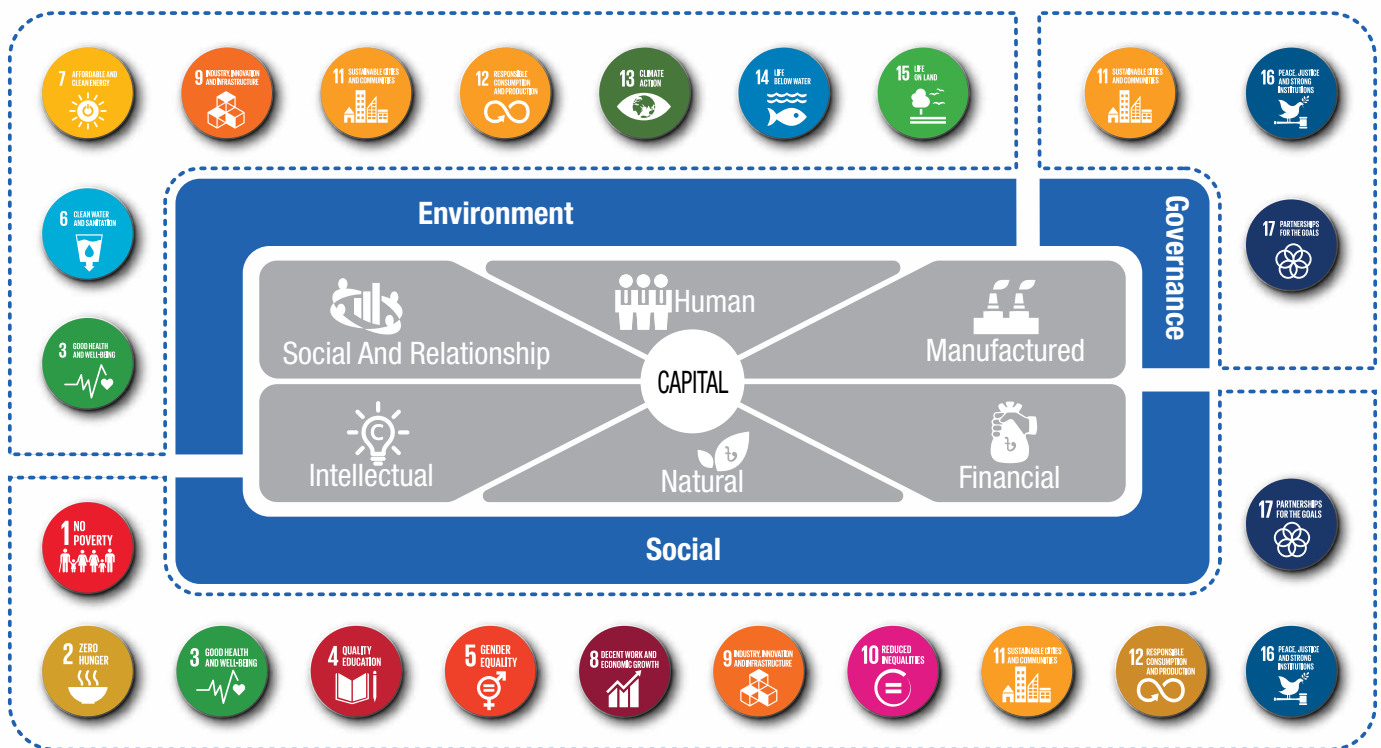 7 AFFORDABLE AND
CLEAN ENERGY
9 INDUSTRY, INNOVATION
AND INFRASTRUCTURE
11 SUSTAINABLE CITIES
AND COMMUNITIES
12 RESPONSIBLE
CONSUMPTION
AND PRODUCTION
13 CLIMATE
ACTION
14 LIFE
BELOW WATER
15 LIFE
ON LAND
11 SUSTAINABLE CITIES
AND COMMUNITIES
16 PEACE, JUSTICE
AND STRONG
INSTITUTIONS
6 CLEAN WATER
AND SANITATION
17 PARTNERSHIPS
FOR THE GOALS
3 GOOD HEALTH
AND WELL-BEING
Environment
Governance
Social And Relationship
Human
Manufactured
CAPITAL
Intellectual
C
Natural
৳
Financial
৳
Social
1 NO
POVERTY
17 PARTNERSHIPS
FOR THE GOALS
2 ZERO
HUNGER
3 GOOD HEALTH
AND WELL-BEING
4 QUALITY
EDUCATION
5 GENDER
EQUALITY
8 DECENT WORK AND
ECONOMIC GROWTH
9 INDUSTRY, INNOVATION
AND INFRASTRUCTURE
10 REDUCED
INEQUALITIES
11 SUSTAINABLE CITIES
AND COMMUNITIES
12 RESPONSIBLE
CONSUMPTION
AND PRODUCTION
16 PEACE, JUSTICE
AND STRONG
INSTITUTIONS